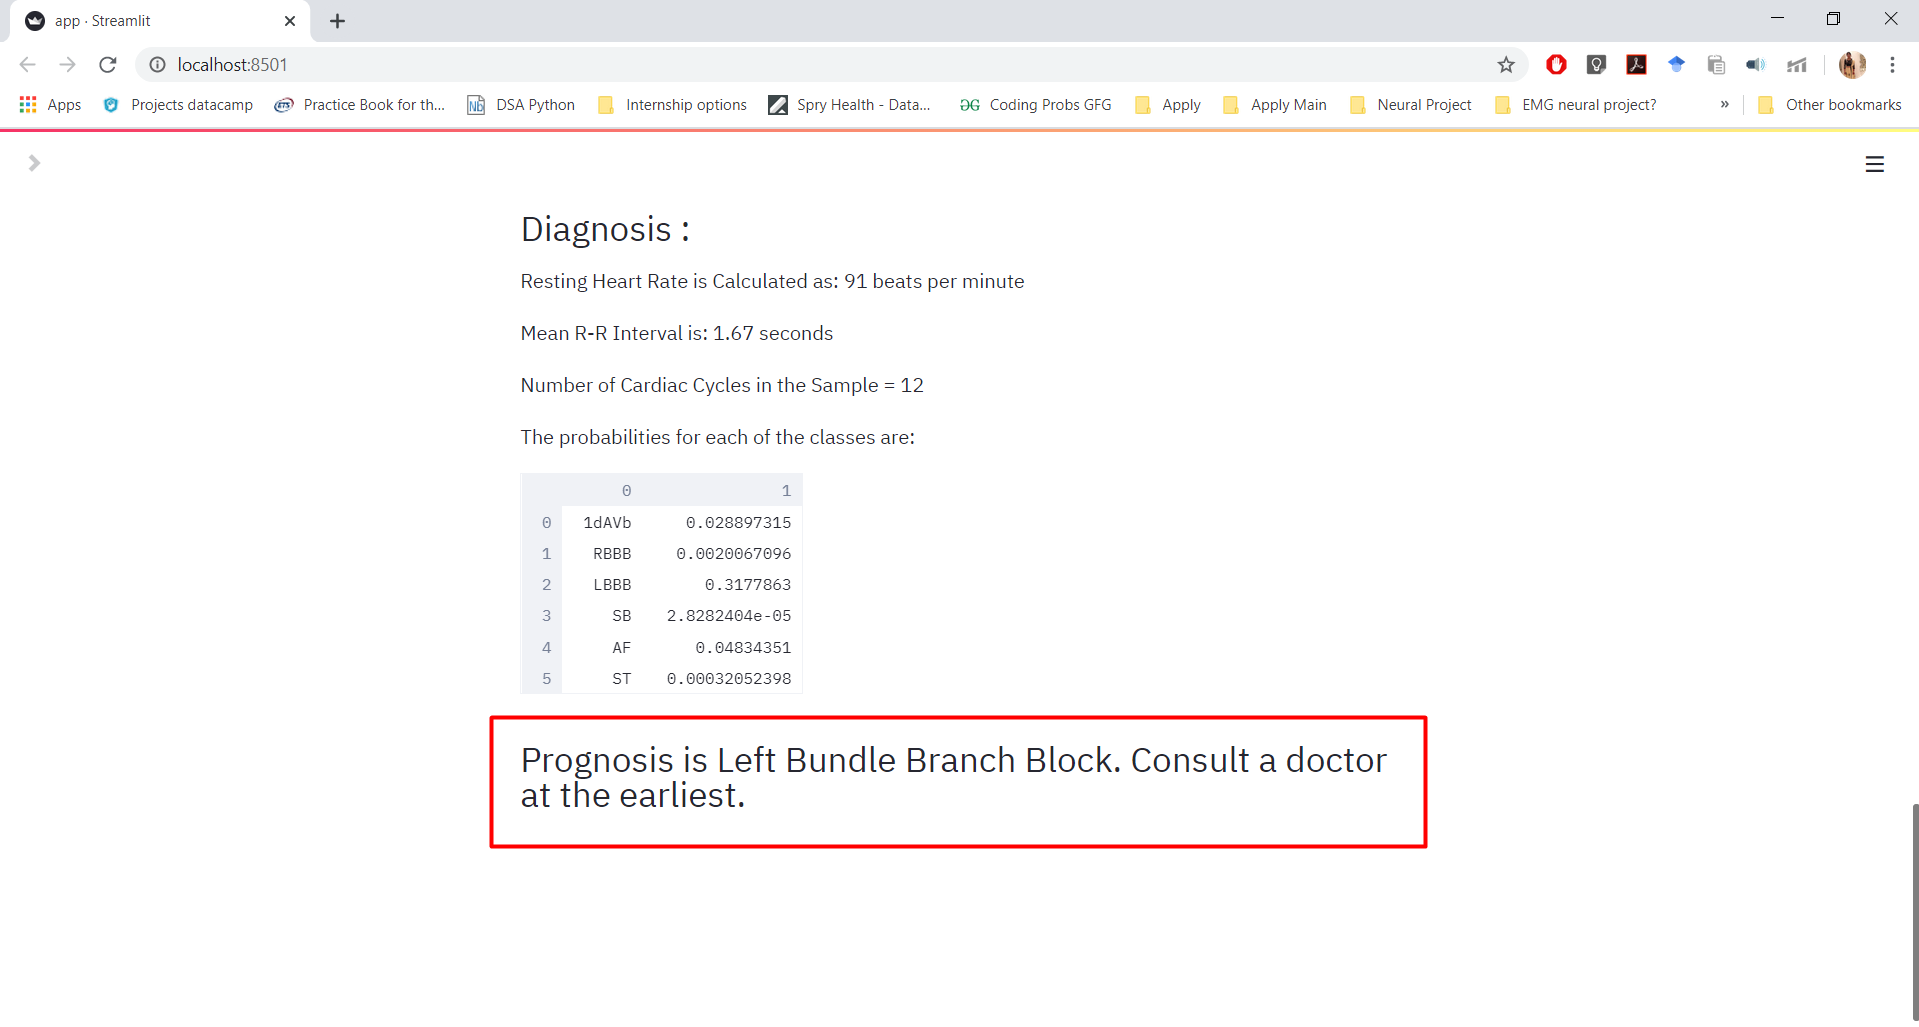 app · Streamlit
localhost:8501
Apps Projects datacamp Practice Book for th... DSA Python Internship options Spry Health - Data... Coding Probs GFG Apply Apply Main Neural Project EMG neural project? » Other bookmarks
Diagnosis :
Resting Heart Rate is Calculated as: 91 beats per minute
Mean R-R Interval is: 1.67 seconds
Number of Cardiac Cycles in the Sample = 12
The probabilities for each of the classes are:
0 1
0 1dAVb 0.028897315
1 RBBB 0.0020067096
2 LBBB 0.3177863
3 SB 2.8282404e-05
4 AF 0.04834351
5 ST 0.00032052398
Prognosis is Left Bundle Branch Block. Consult a doctor
at the earliest.